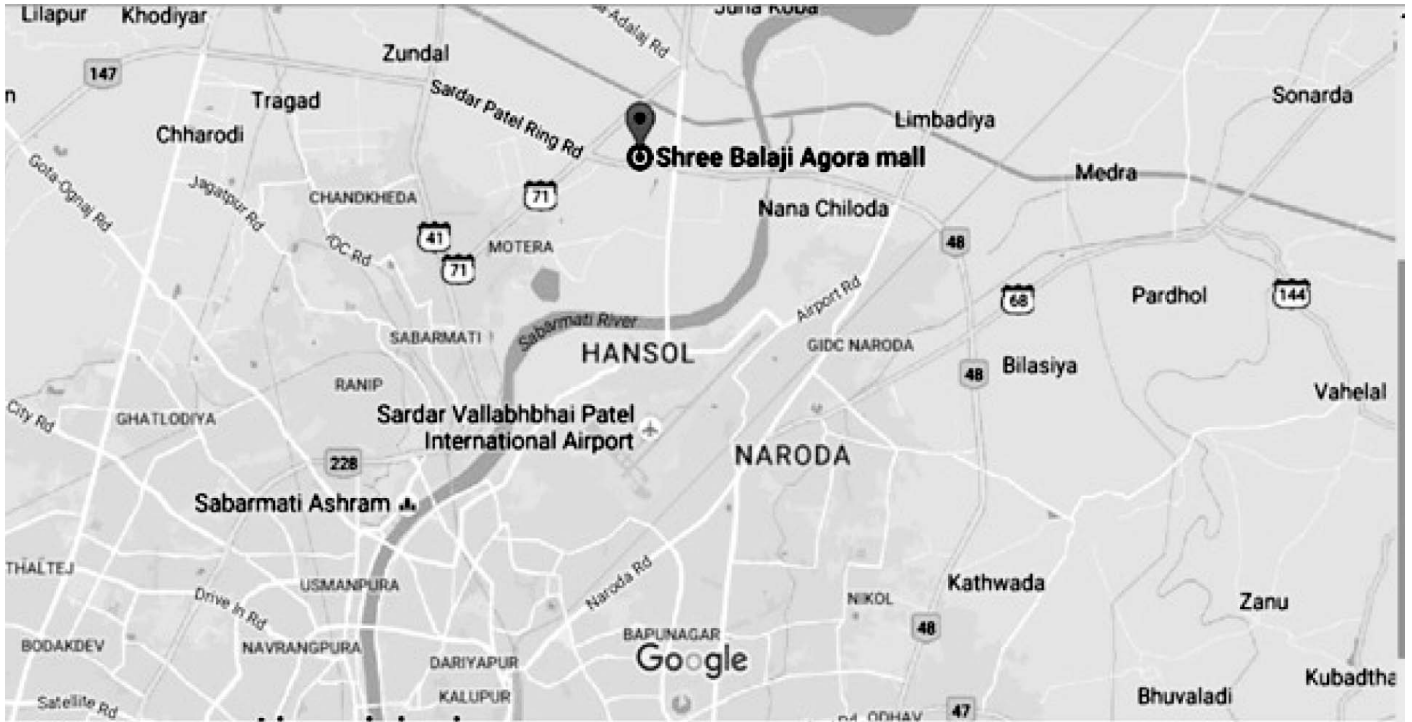 Lilapur
Khodiyar
Juna Koba
Zundal
147
Tragad
Sardar Patel Ring Rd
Sonarda
Limbadiya
Chharodi
Shree Balaji Agora mall
Medra
Gota-Ognaj Rd
Jagatpur Rd
CHANDKHEDA
71
Nana Chiloda
41
IOC Rd
MOTERA
48
71
Pardhol
144
68
Airport Rd
Sabarmati River
SABARMATI
HANSOL
GIDC NARODA
RANIP
48
Bilasiya
Vahelal
City Rd
GHATLODIYA
Sardar Vallabhbhai Patel
International Airport
NARODA
228
Sabarmati Ashram
THALTEJ
USMANPURA
Drive In Rd
Naroda Rd
NIKOL
Kathwada
Zanu
48
BODAKDEV
NAVRANGPURA
DARIYAPUR
BAPUNAGAR
Google
KALUPUR
Kubadtha
Bhuvaladi
Satellite Rd
ODHAV
47